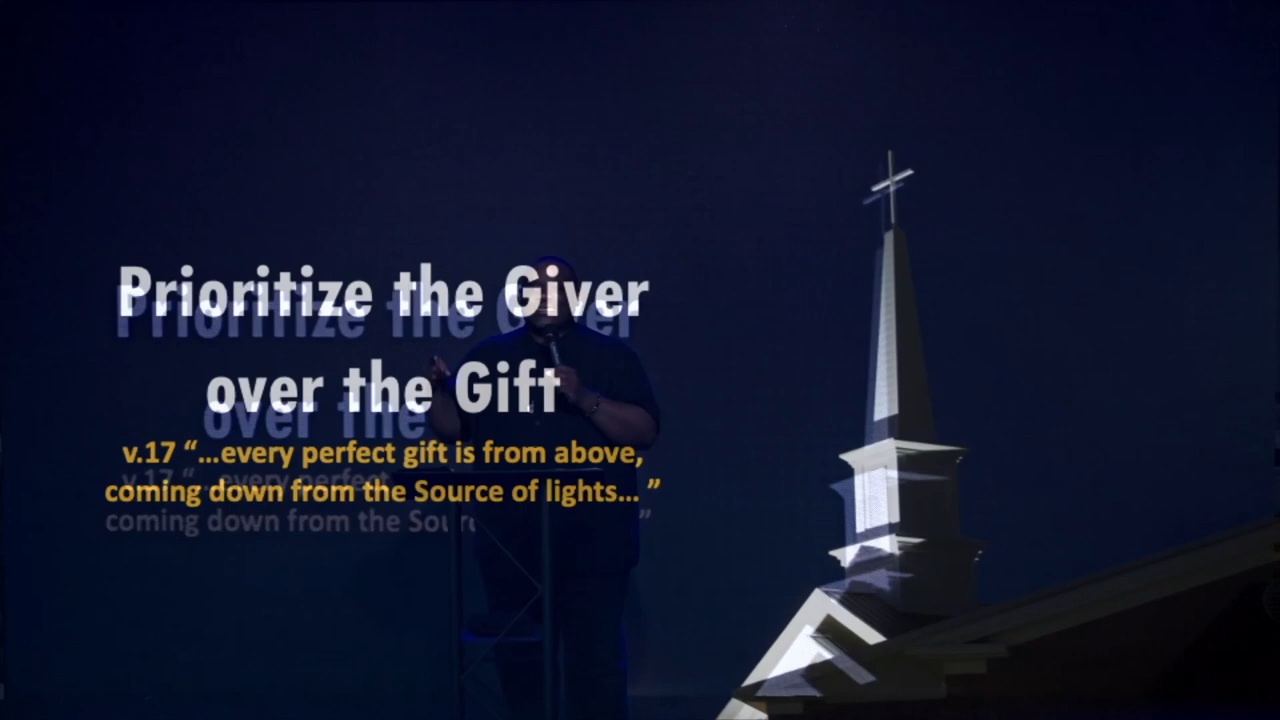 Prioritize the Giver
over the Gift
v.17 “…every perfect gift is from above,
coming down from the Source of lights… ”